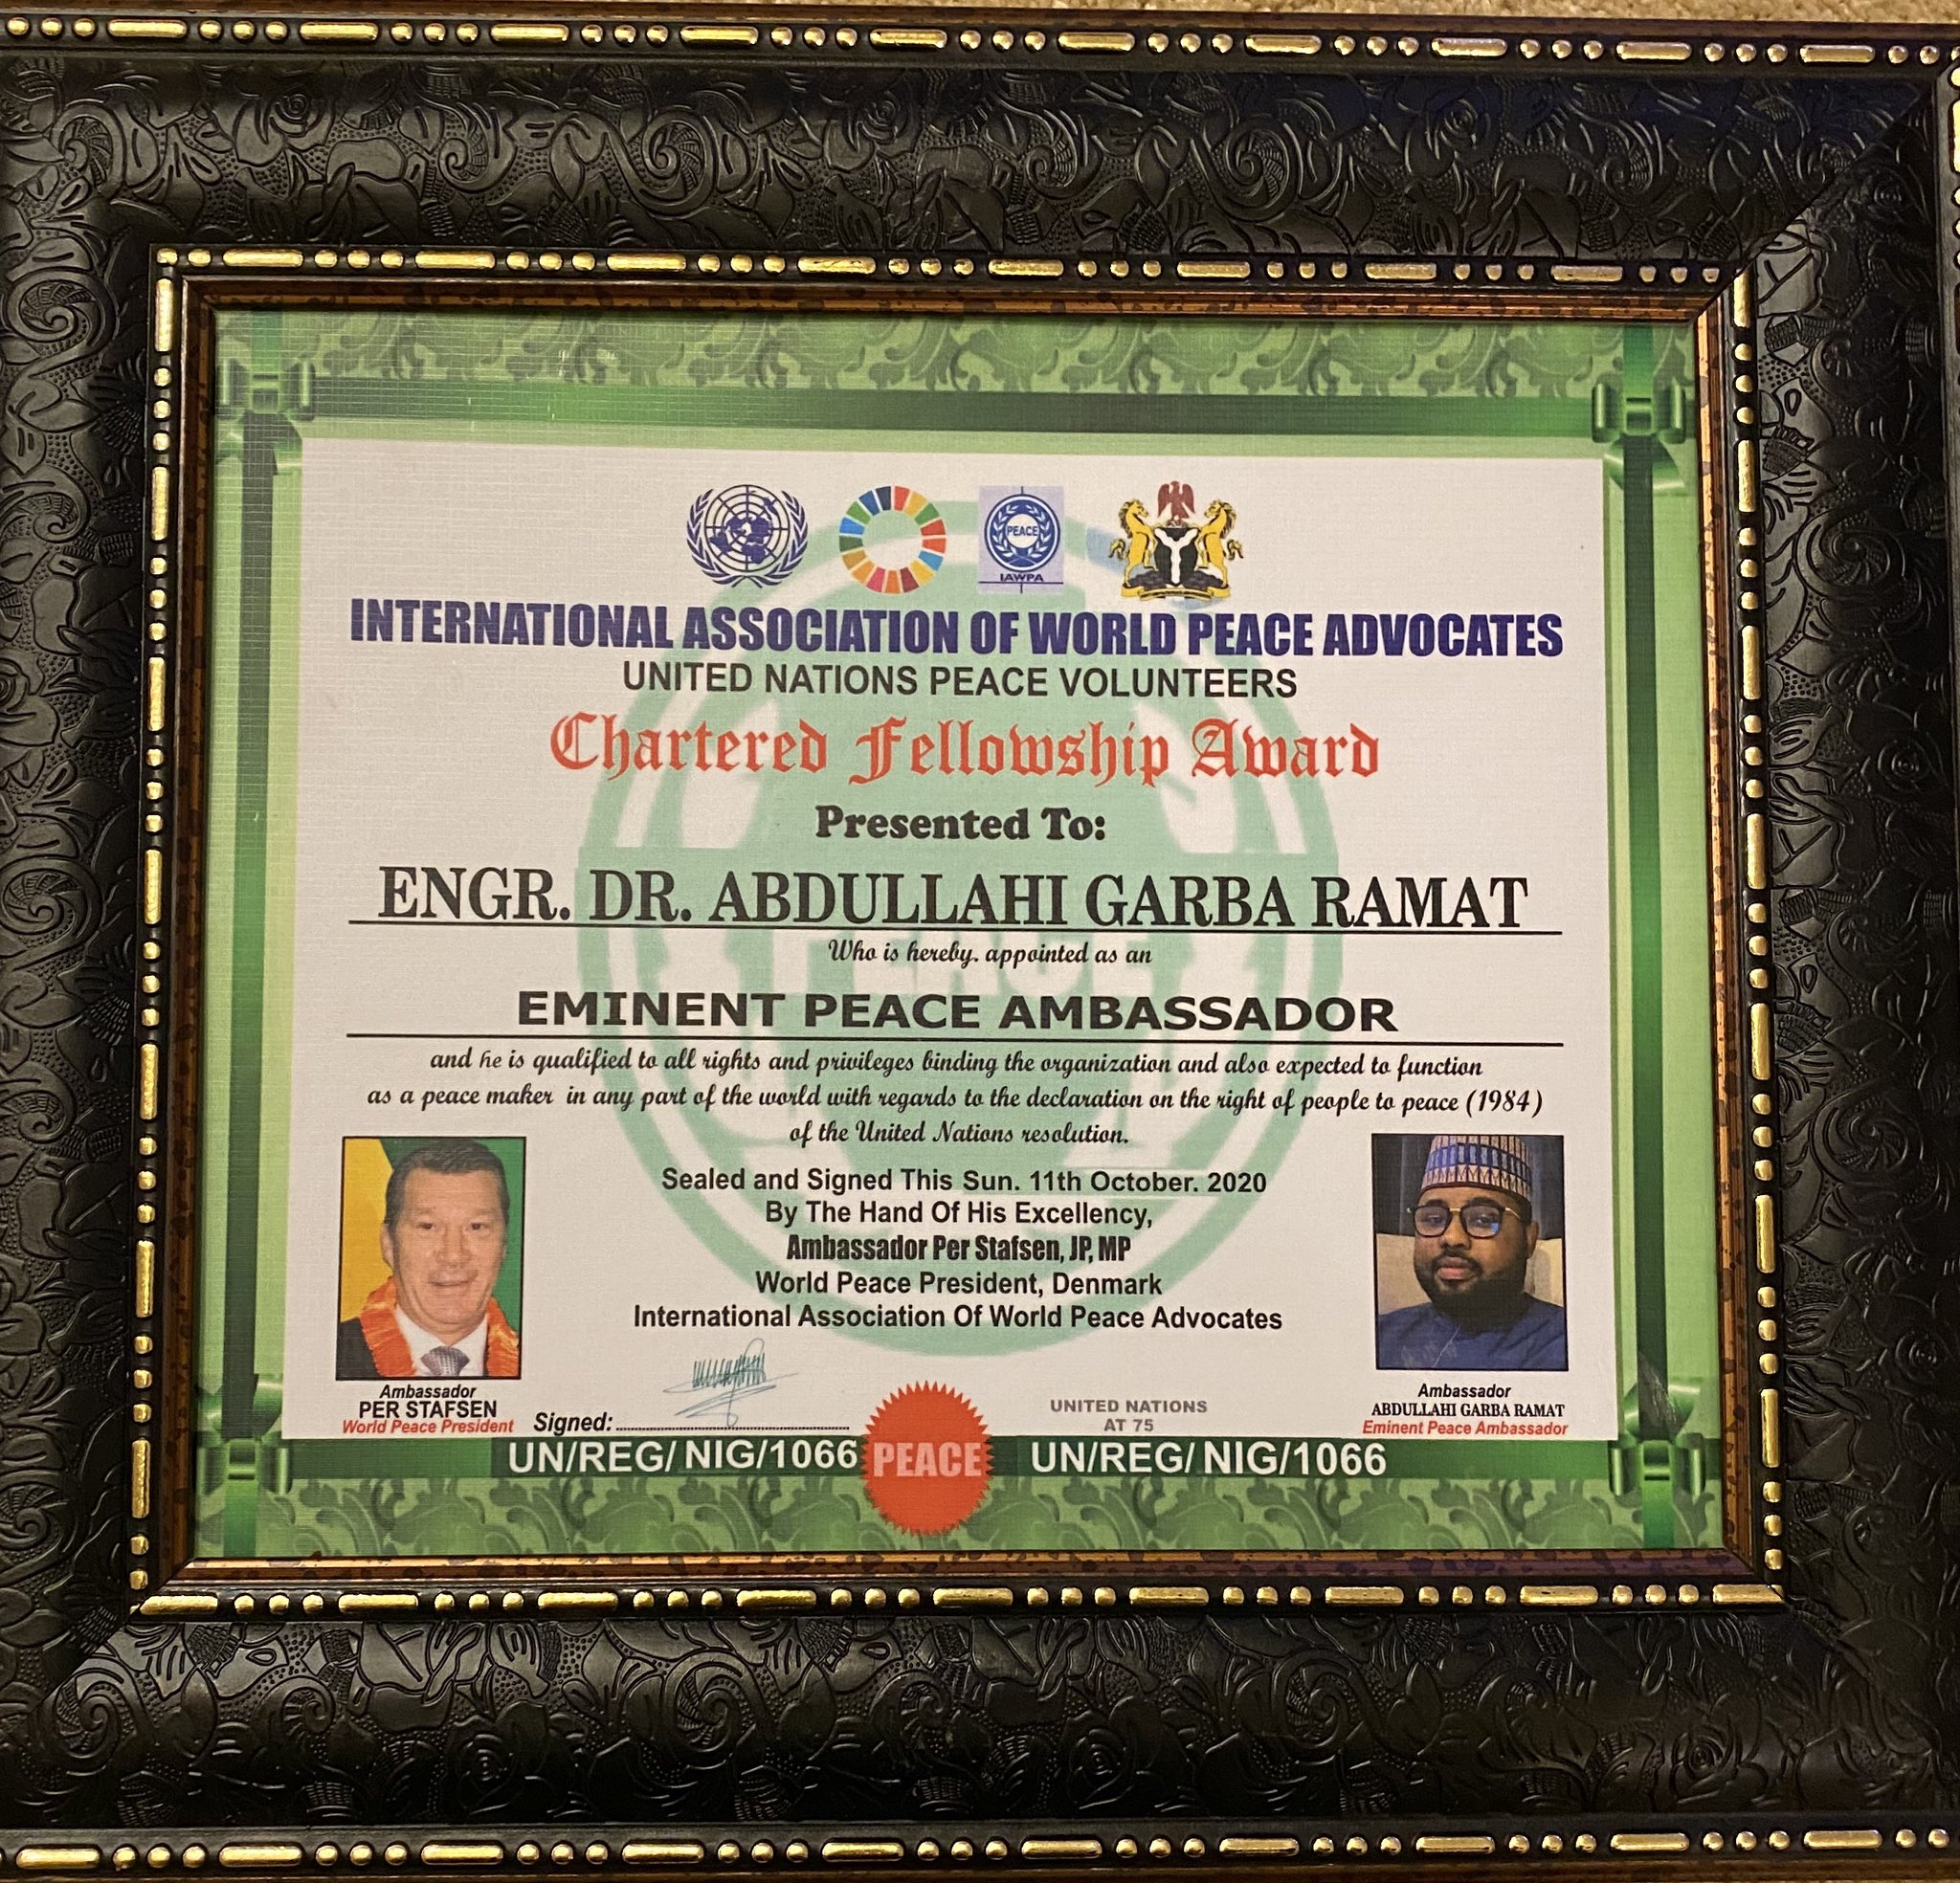 PEACE
IAWPA
INTERNATIONAL ASSOCIATION OF WORLD PEACE ADVOCATES
UNITED NATIONS PEACE VOLUNTEERS
Chartered Fellowship Award
Presented To:
ENGR. DR. ABDULLAHI GARBA RAMAT
Who is hereby. appointed as an
EMINENT PEACE AMBASSADOR
and he is qualified to all rights and privileges binding the organization and also expected to function
as a peace maker in any part of the world with regards to the declaration on the right of people to peace (1984)
of the United Nations resolution.
Sealed and Signed This Sun. 11th October. 2020
By The Hand Of His Excellency,
Ambassador Per Stafsen, JP, MP
World Peace President, Denmark
International Association Of World Peace Advocates
Ambassador
PER STAFSEN
World Peace President
Signed:
UNITED NATIONS
AT 75
Ambassador
ABDULLAHI GARBA RAMAT
Eminent Peace Ambassador
UN/REG/ NIG/1066
PEACE
UN/REG/ NIG/1066